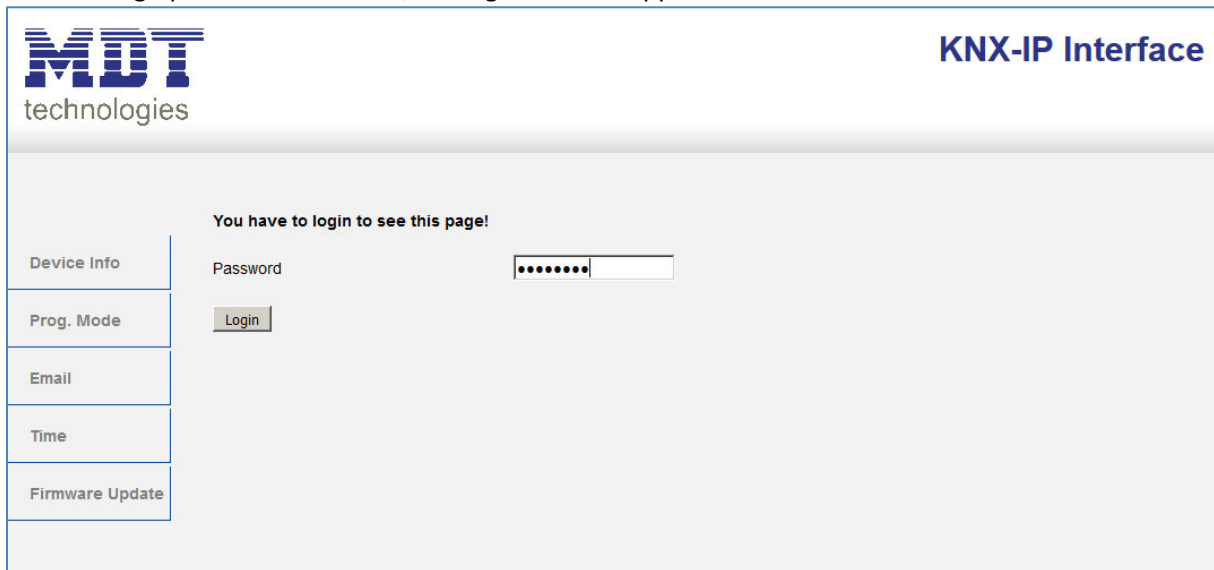 MDT
technologies
KNX-IP Interface
You have to login to see this page!
Device Info
Password
••••••••
Prog. Mode
Login
Email
Time
Firmware Update